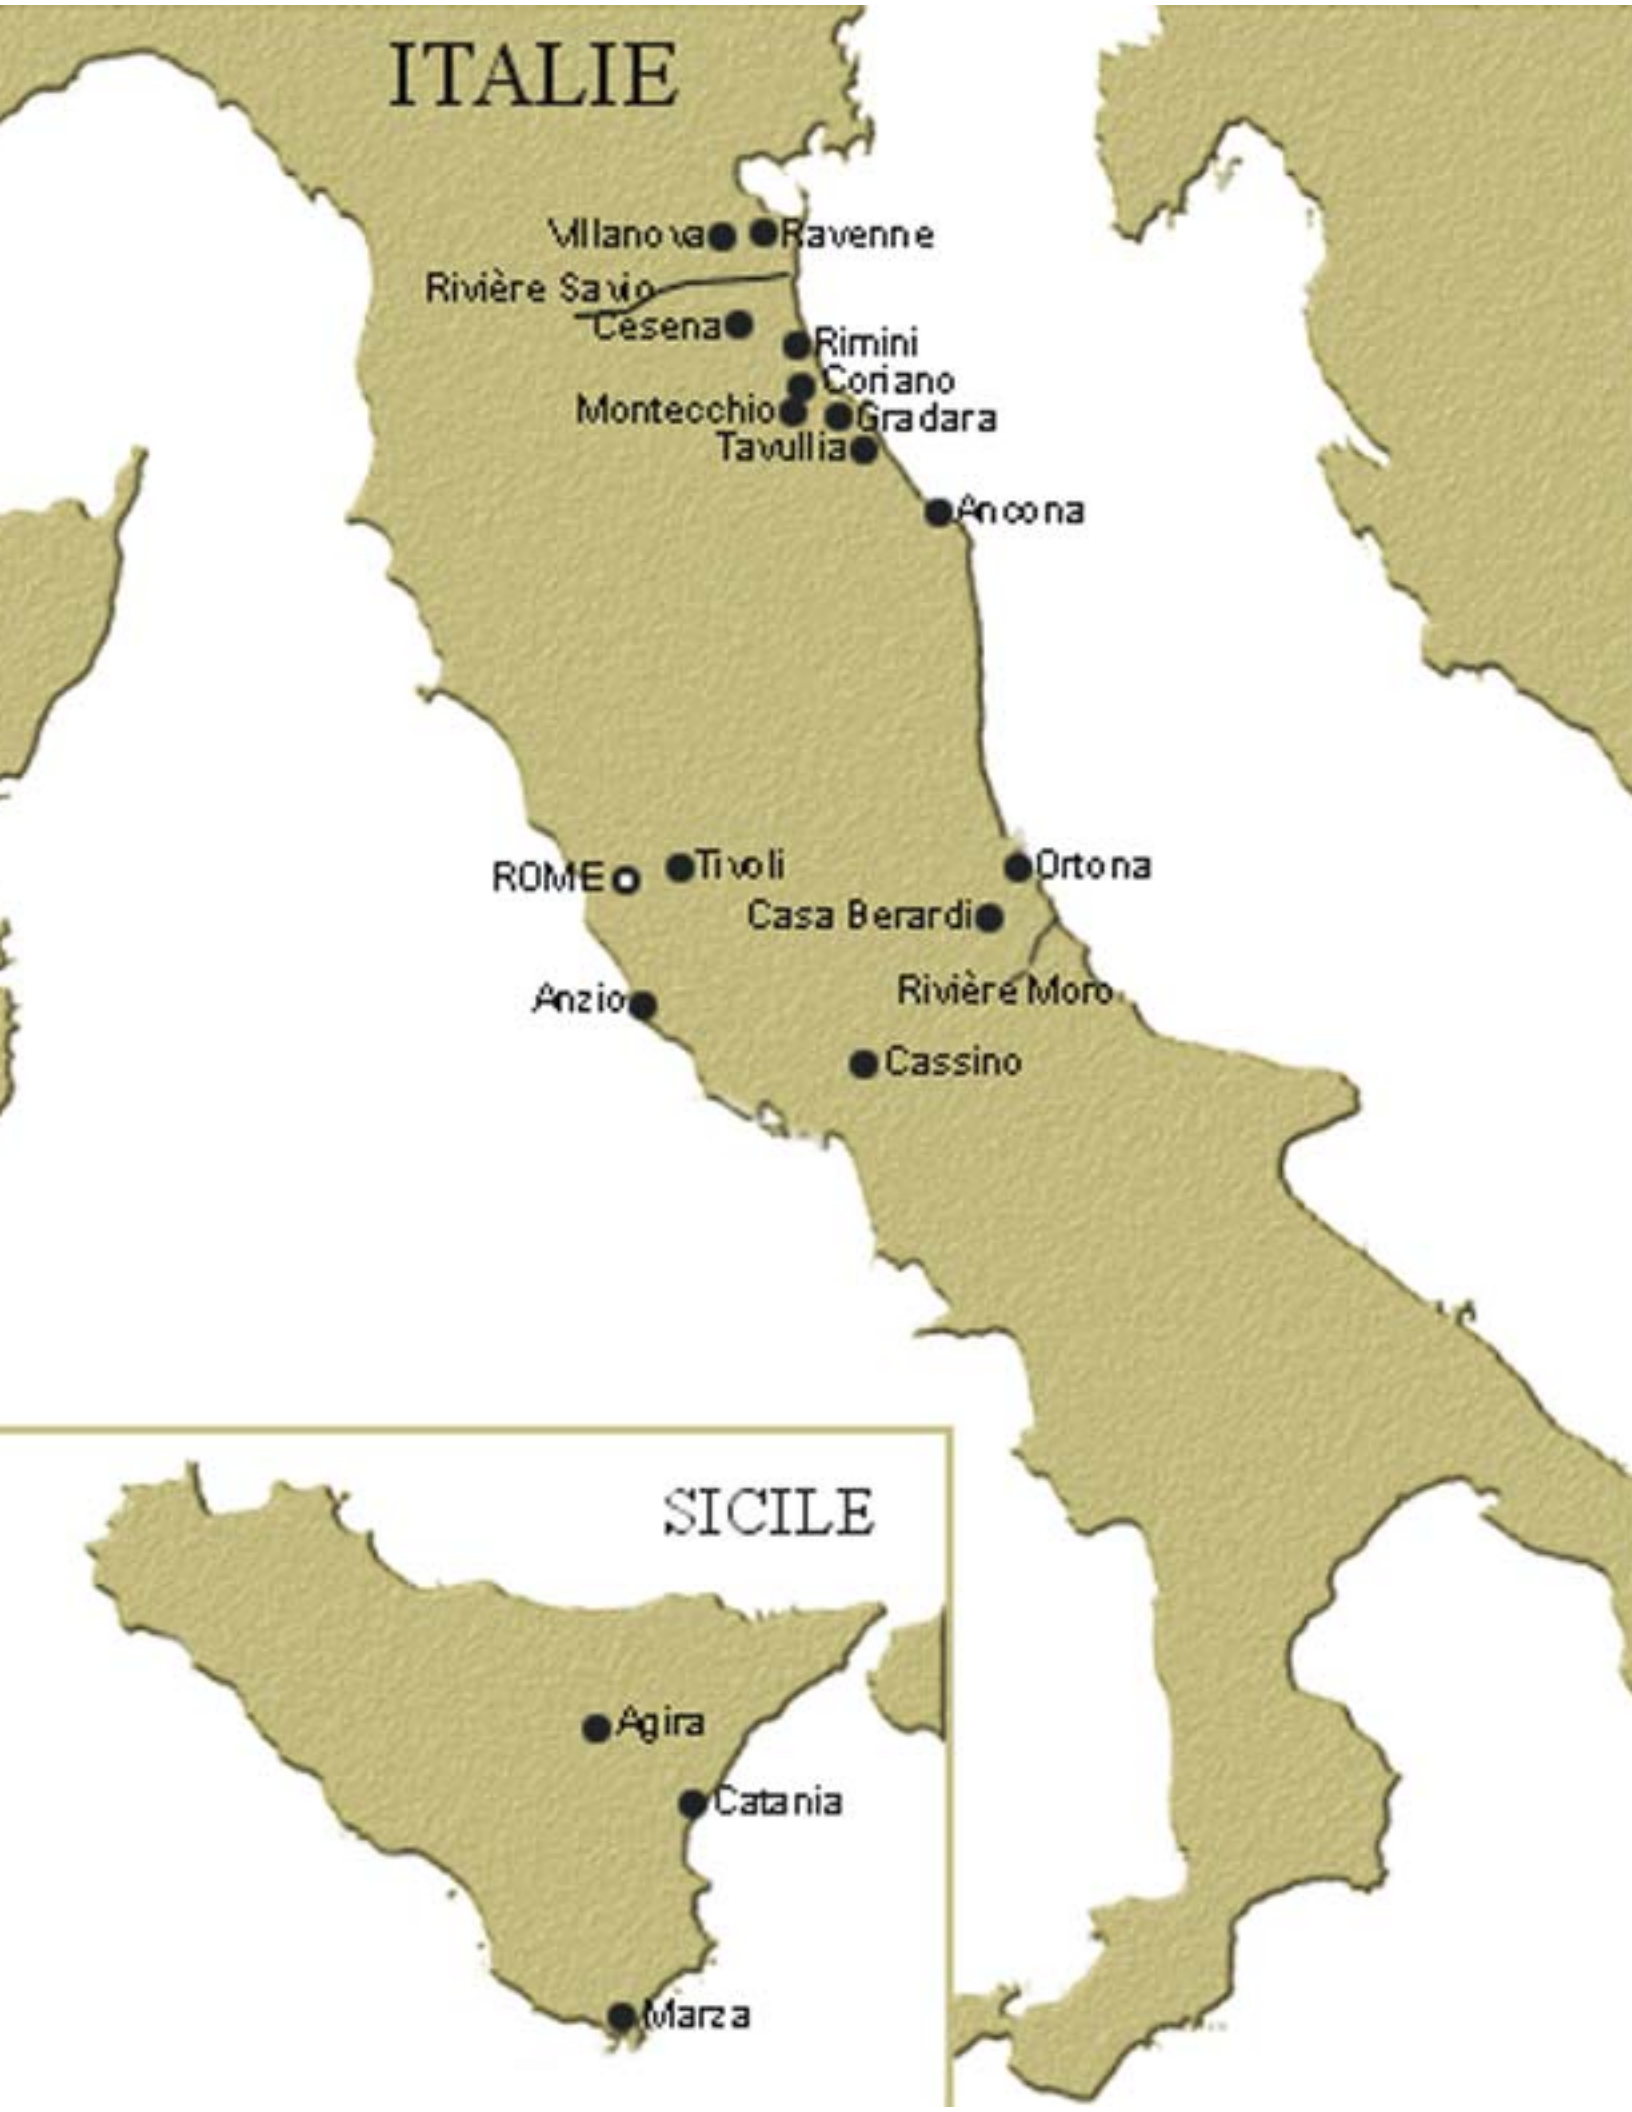 ITALIE
VIlanova
Ravenne
Rivière Savio
Cesena
Rimini
Coriano
Montecchio
Gradara
Tavullia
Ancona
ROME
Tivoli
Ortona
Casa Berardi
Rivière Moro
Anzio
Cassino
SICILE
Agira
Catania
Marza